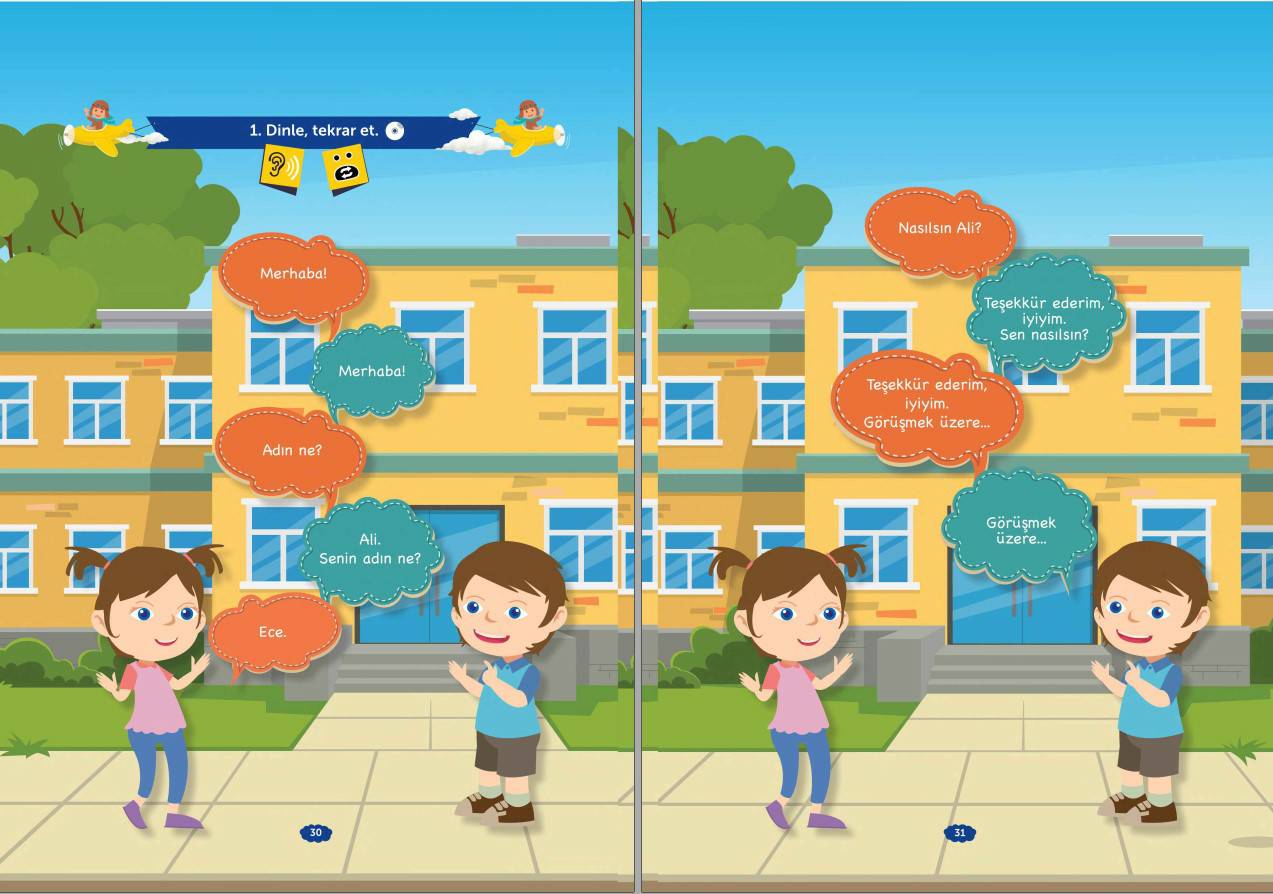 1. Dinle, tekrar et.
Merhaba!
Merhaba!
Adın ne?
Ali.
Senin adın ne?
Ece.
30
Nasılsın Ali?
Teşekkür ederim,
iyiyim.
Sen nasılsın?
Teşekkür ederim,
iyiyim.
Görüşmek üzere...
Görüşmek
üzere...
31